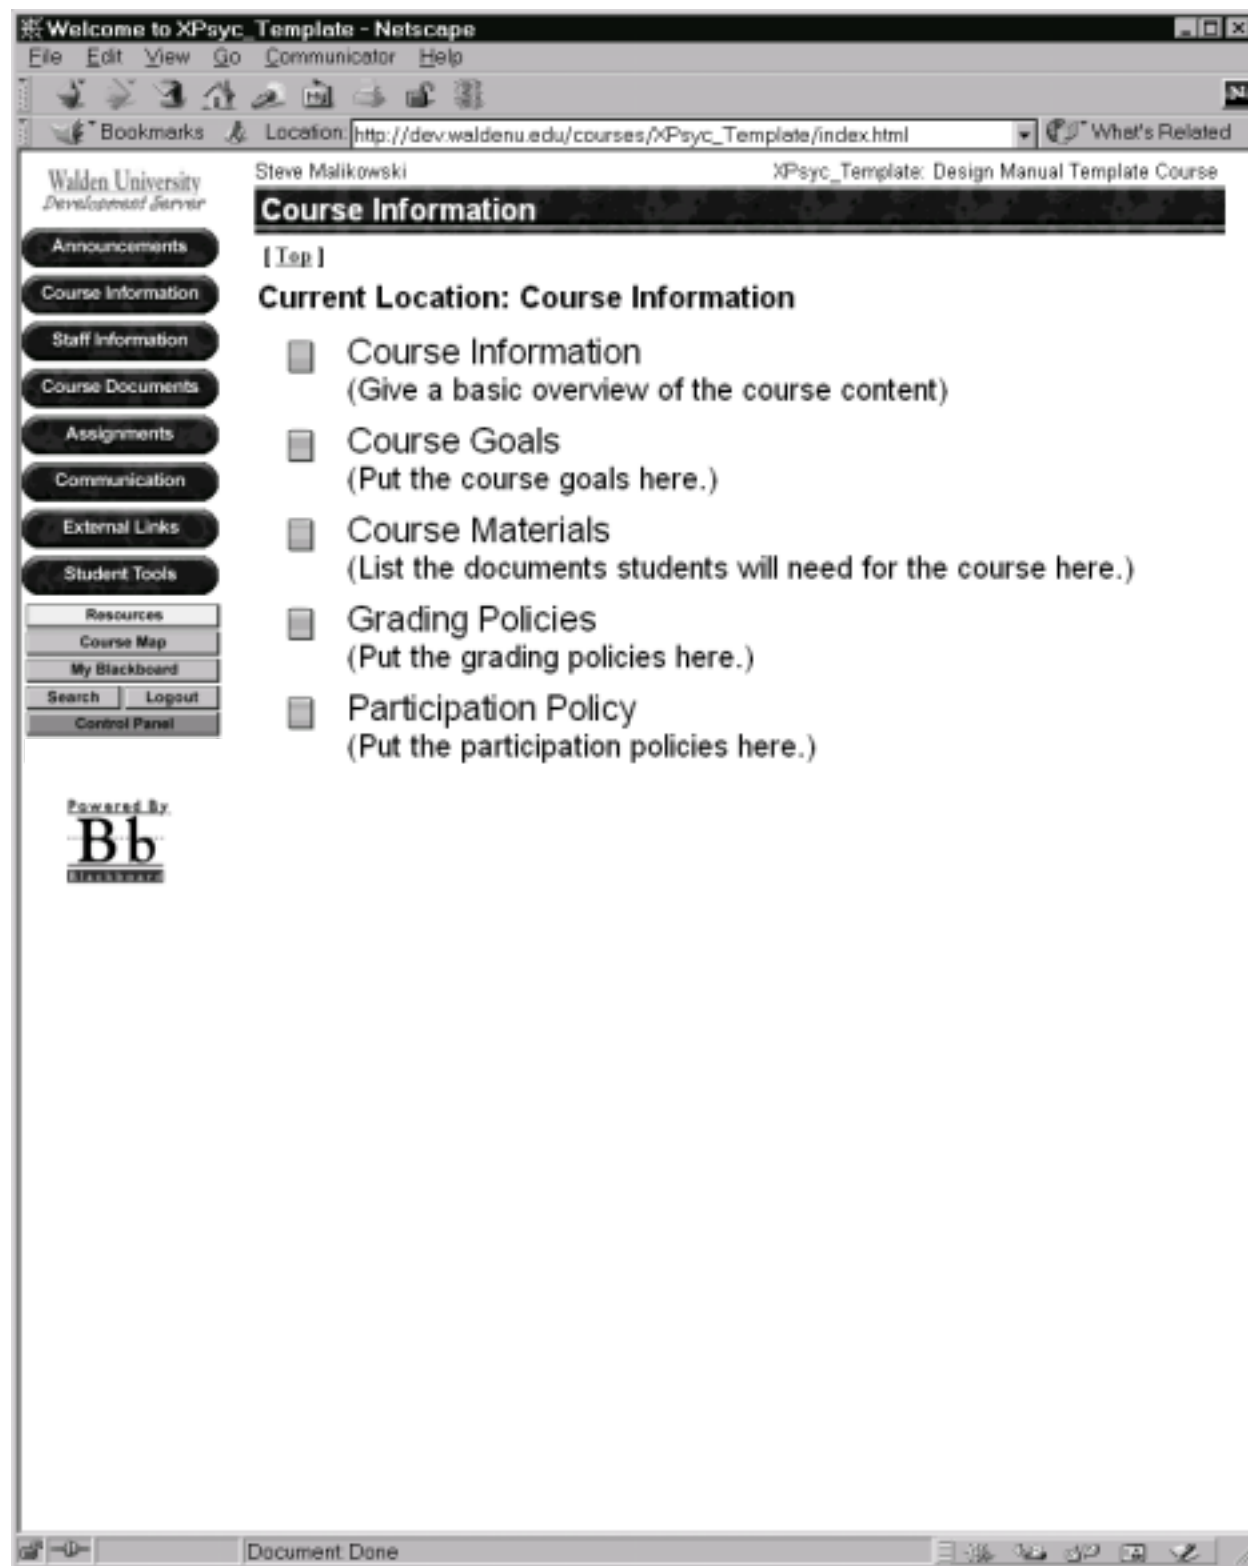 Welcome to XPsyc_Template - Netscape
File Edit View Go Communicator Help
Bookmarks Location: http://dev.waldenu.edu/courses/XPsyc_Template/index.html What's Related
Walden University
Development Server
Steve Malikowski XPsyc_Template: Design Manual Template Course
Course Information
[ Top ]
Current Location: Course Information
Announcements
Course Information
Staff Information
Course Documents
Assignments
Communication
External Links
Student Tools
Resources
Course Map
My Blackboard
Search Logout
Control Panel
Powered By
Bb
Blackboard
Course Information
(Give a basic overview of the course content)
Course Goals
(Put the course goals here.)
Course Materials
(List the documents students will need for the course here.)
Grading Policies
(Put the grading policies here.)
Participation Policy
(Put the participation policies here.)
Document: Done